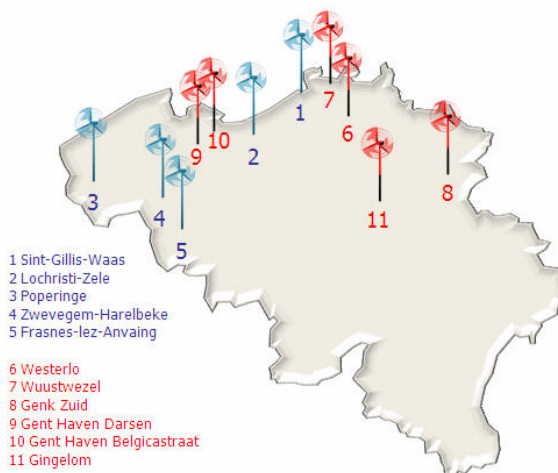 7
1
6
10
9
2
8
3
4
11
5
1 Sint-Gillis-Waas
2 Lochristi-Zele
3 Poperinge
4 Zwevegem-Harelbeke
5 Frasnes-lez-Anvaing
6 Westerlo
7 Wuustwezel
8 Genk Zuid
9 Gent Haven Darsen
10 Gent Haven Belgicastraat
11 Gingelom